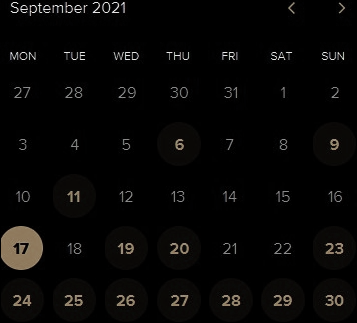 September 2021
MON TUE WED THU FRI SAT SUN
27 28 29 30 31 1 2
3 4 5 6 7 8 9
10 11 12 13 14 15 16
17 18 19 20 21 22 23
24 25 26 27 28 29 30